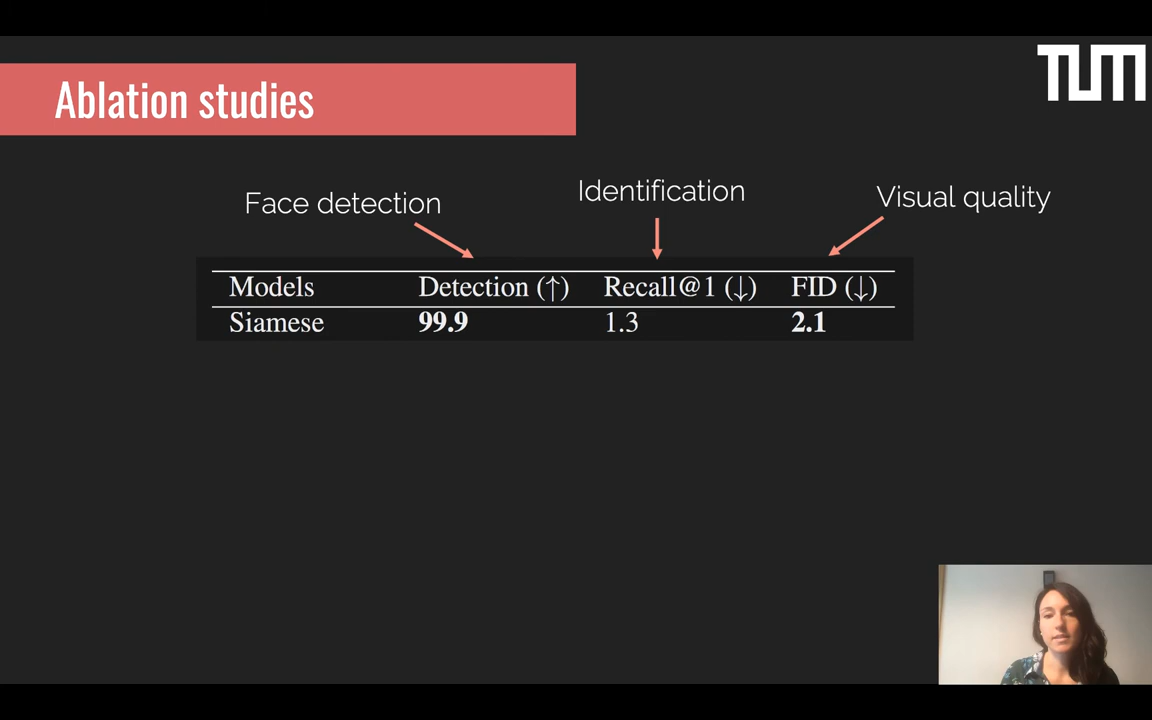 TUM
Ablation studies
Face detection
Identification
Visual quality
Models Detection (↑) Recall@1 (↓) FID (↓)
Siamese 99.9 1.3 2.1